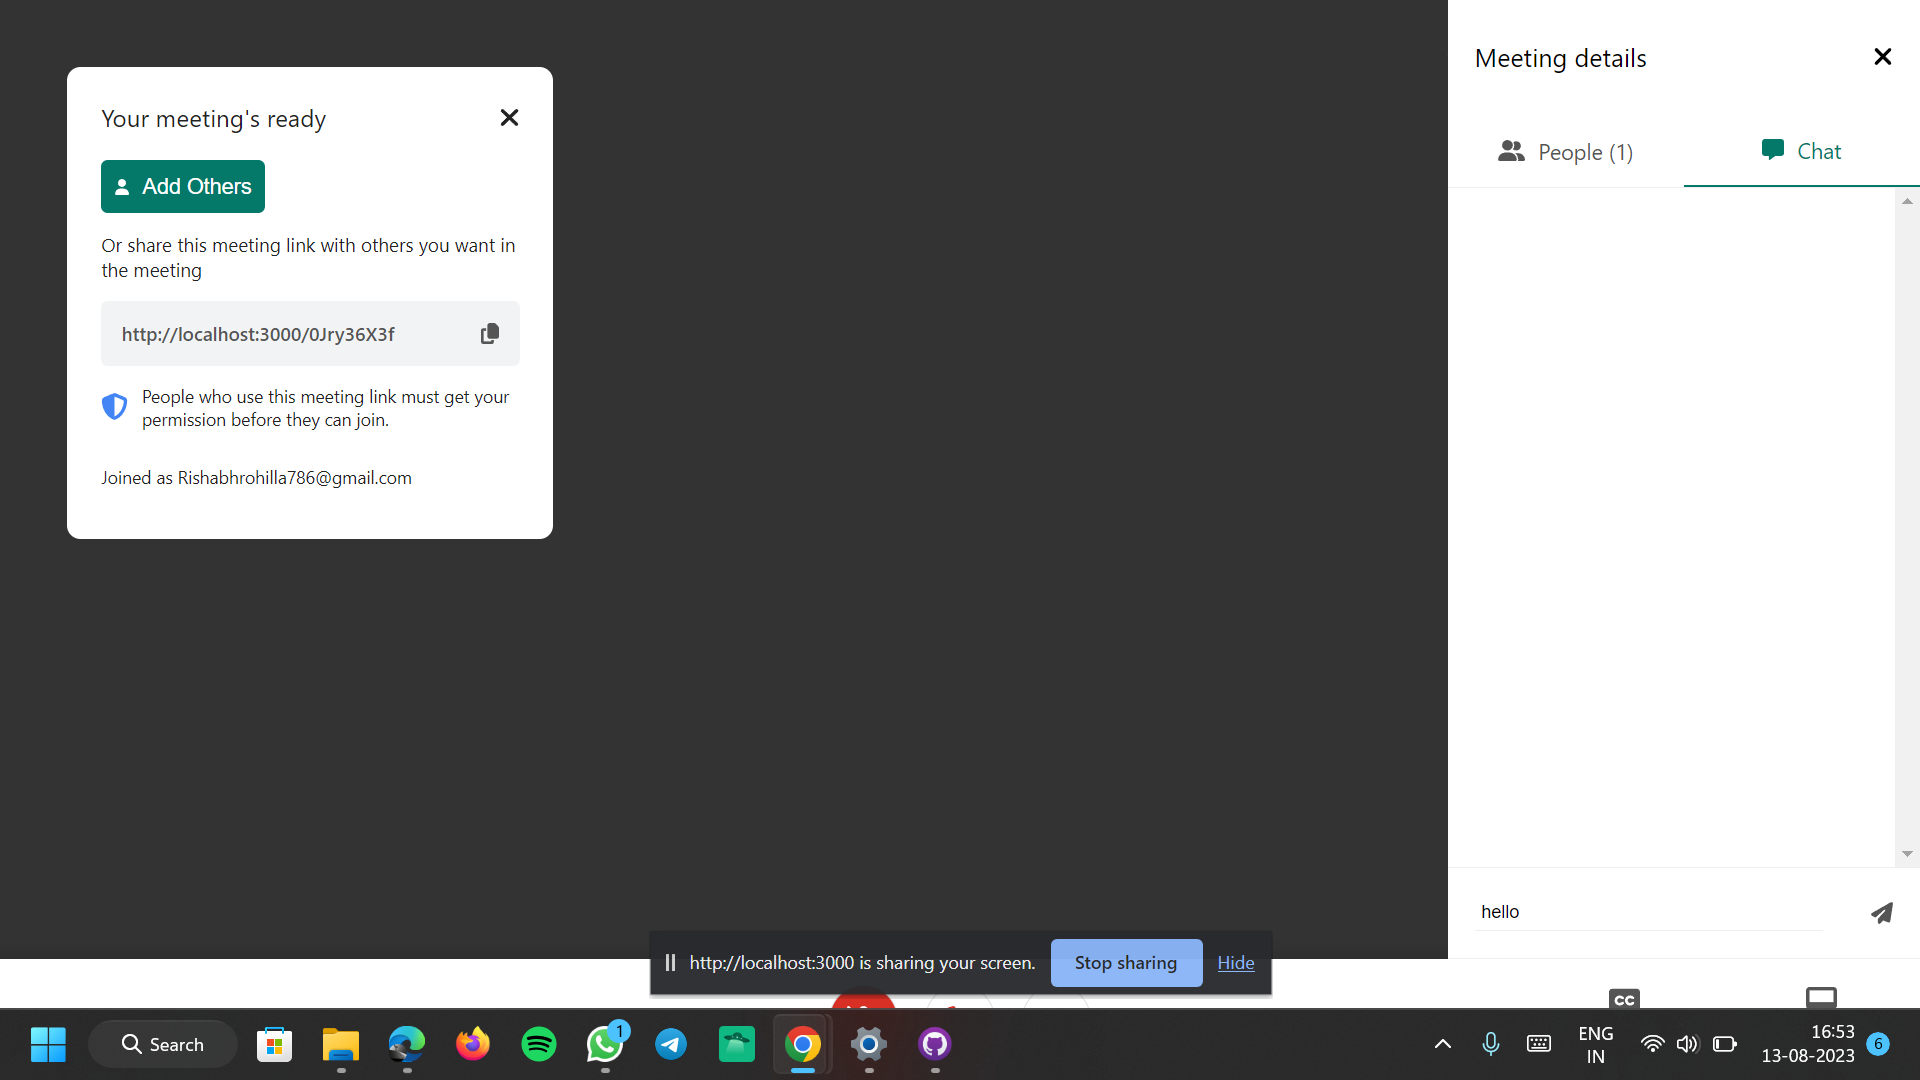 Your meeting's ready
Add Others
Or share this meeting link with others you want in
the meeting
http://localhost:3000/0Jry36X3f
People who use this meeting link must get your
permission before they can join.
Joined as Rishabhrohilla786@gmail.com
Meeting details
People (1)
Chat
hello
http://localhost:3000 is sharing your screen.
Stop sharing
Hide
CC
Search
1
ENG
IN
16:53
13-08-2023
6